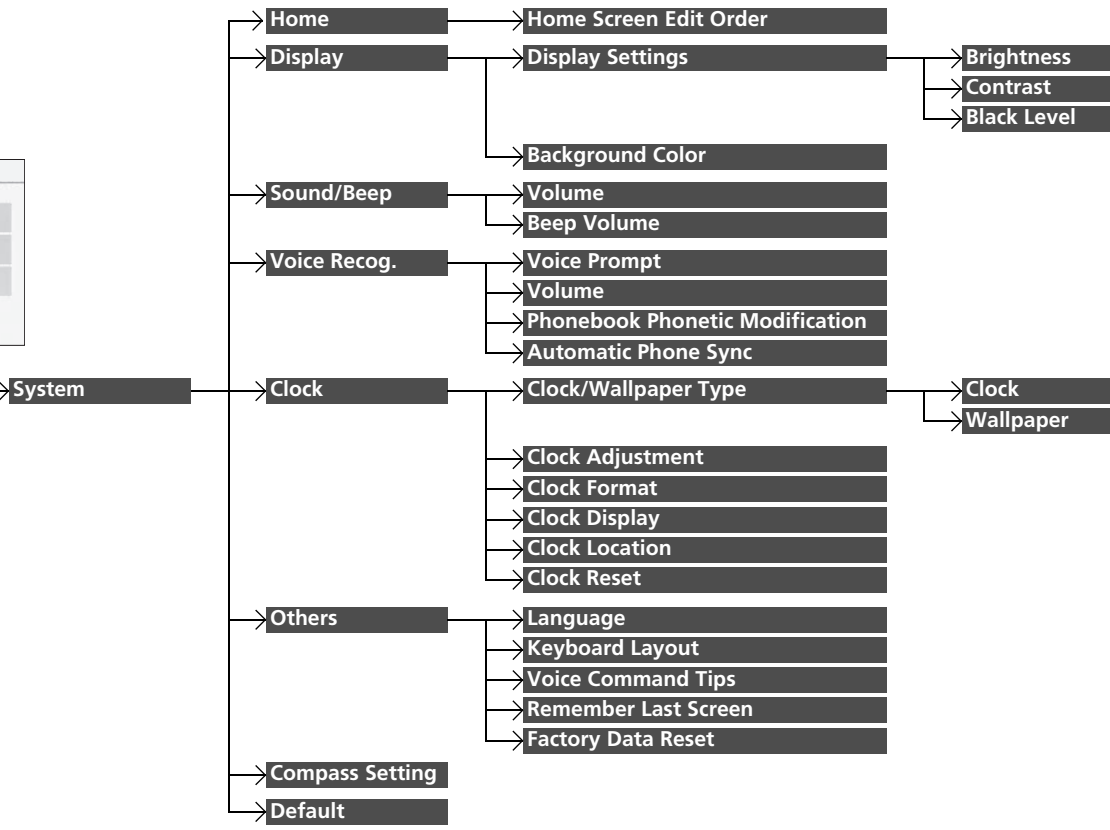 Home
Home Screen Edit Order
Display
Display Settings
Brightness
Contrast
Black Level
Background Color
Sound/Beep
Volume
Beep Volume
Voice Recog.
Voice Prompt
Volume
Phonebook Phonetic Modification
Automatic Phone Sync
System
Clock
Clock/Wallpaper Type
Clock
Wallpaper
Clock Adjustment
Clock Format
Clock Display
Clock Location
Clock Reset
Others
Language
Keyboard Layout
Voice Command Tips
Remember Last Screen
Factory Data Reset
Compass Setting
Default